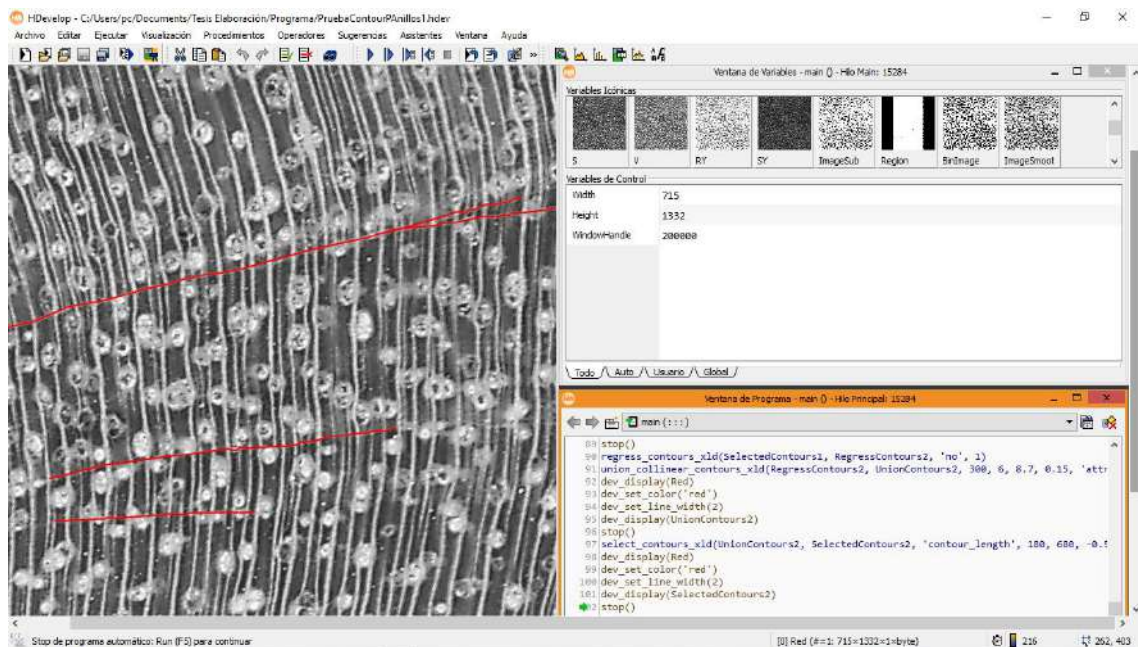 HDevelop - C:/Users/pc/Documents/Tesis Elaboración/Programa/PruebaContourPAnillos1.hdev
Archivo Editar Ejecutar Visualización Procedimientos Operadores Sugerencias Asistentes Ventana Ayuda
Ventana de Variables - main () - Hilo Main: 15284
Variables Icónicas
S V RY SY ImageSub Region BinImage ImageSmoot
Variables de Control
Width 715
Height 1332
WindowHandle 200000
Todo Auto Usuario Global
Ventana de Programa - main () - Hilo Principal: 15284
main (:::)
89 stop()
90 regress_contours_xld(SelectedContours1, RegressContours2, 'no', 1)
91 union_collinear_contours_xld(RegressContours2, UnionContours2, 300, 6, 8.7, 0.15, 'attr
92 dev_display(Red)
93 dev_set_color('red')
94 dev_set_line_width(2)
95 dev_display(UnionContours2)
96 stop()
97 select_contours_xld(UnionContours2, SelectedContours2, 'contour_length', 180, 600, -0.5
98 dev_display(Red)
99 dev_set_color('red')
100 dev_set_line_width(2)
101 dev_display(SelectedContours2)
102 stop()
Stop de programa automático: Run (F5) para continuar
[0] Red (#=1: 715×1332×1×byte)
216
262, 403